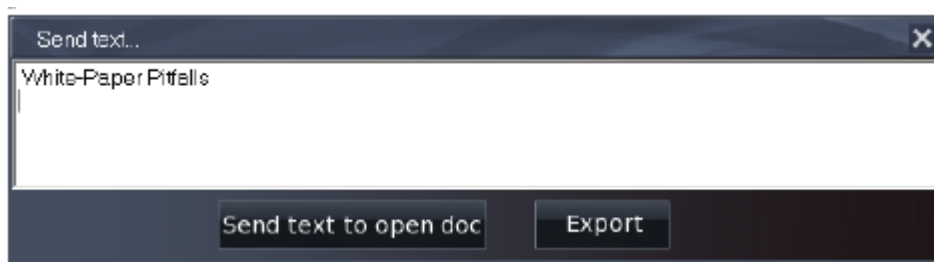 Send text...
White-Paper Pitfalls
Send text to open doc
Export